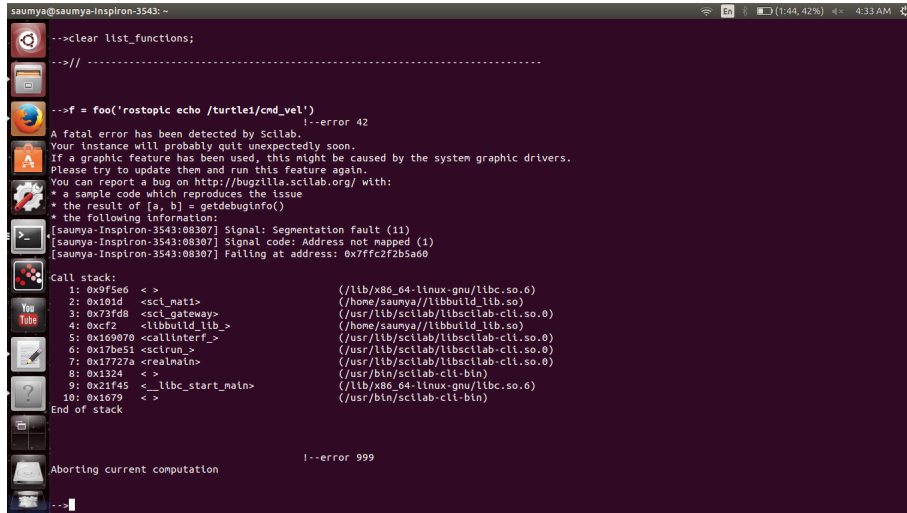 saumya@saumya-Inspiron-3543: ~
En (1:44, 42%) 4:33 AM
-->clear list_functions;
-->// ----------------------------------------------------------------------------
-->f = foo('rostopic echo /turtle1/cmd_vel')
!--error 42
A fatal error has been detected by Scilab.
Your instance will probably quit unexpectedly soon.
If a graphic feature has been used, this might be caused by the system graphic drivers.
Please try to update them and run this feature again.
You can report a bug on http://bugzilla.scilab.org/ with:
* a sample code which reproduces the issue
* the result of [a, b] = getdebuginfo()
* the following information:
[saumya-Inspiron-3543:08307] Signal: Segmentation fault (11)
[saumya-Inspiron-3543:08307] Signal code: Address not mapped (1)
[saumya-Inspiron-3543:08307] Failing at address: 0x7ffc2f2b5a60
Call stack:
1: 0x9f5e6 < > (/lib/x86_64-linux-gnu/libc.so.6)
2: 0x101d <sci_mat1> (/home/saumya//libbuild_lib.so)
3: 0x73fd8 <sci_gateway> (/usr/lib/scilab/libscilab-cli.so.0)
4: 0xcf2 <libbuild_lib_> (/home/saumya//libbuild_lib.so)
5: 0x169070 <callinterf_> (/usr/lib/scilab/libscilab-cli.so.0)
6: 0x17be51 <scirun_> (/usr/lib/scilab/libscilab-cli.so.0)
7: 0x17727a <realmain> (/usr/lib/scilab/libscilab-cli.so.0)
8: 0x1324 < > (/usr/bin/scilab-cli-bin)
9: 0x21f45 <__libc_start_main> (/lib/x86_64-linux-gnu/libc.so.6)
10: 0x1679 < > (/usr/bin/scilab-cli-bin)
End of stack
!--error 999
Aborting current computation
-->
You
Tube